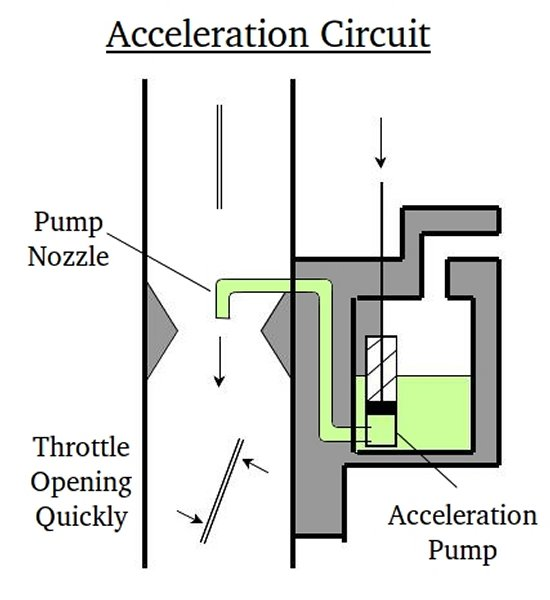 Acceleration Circuit
Pump
Nozzle
Throttle
Opening
Quickly
Acceleration
Pump